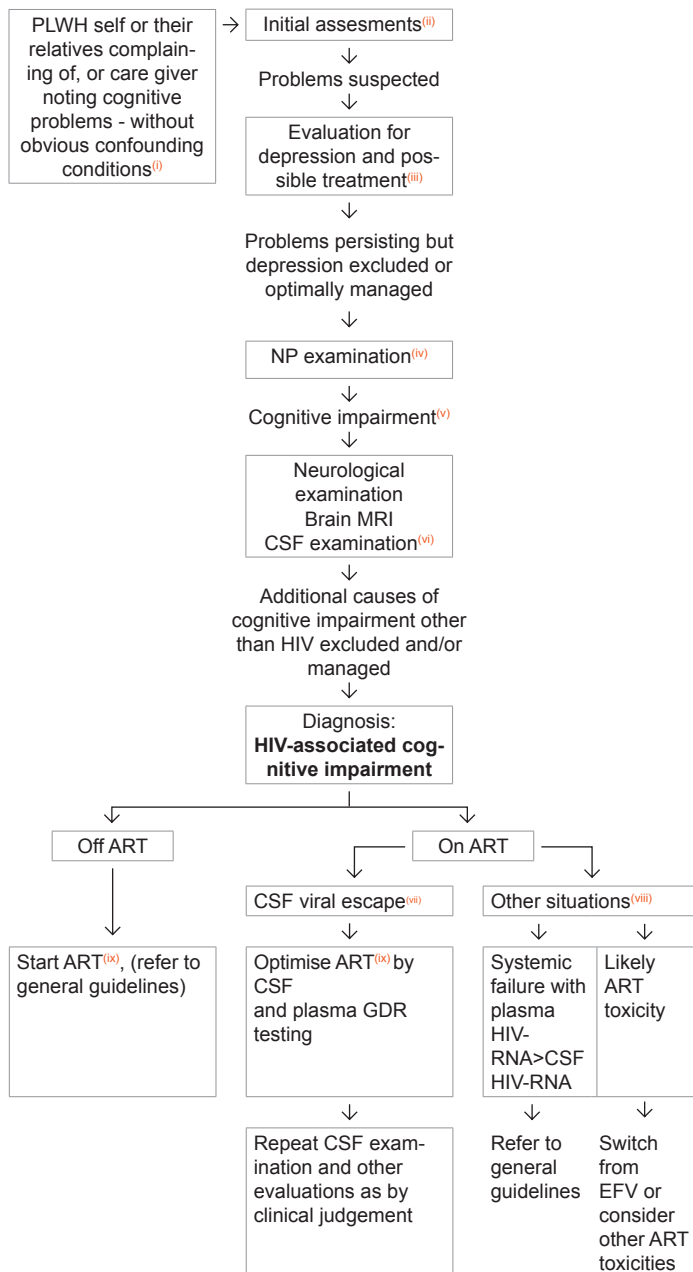 PLWH self or their
relatives complain-
ing of, or care giver
noting cognitive
problems - without
obvious confounding
conditions(i)
Initial assesments(ii)
Problems suspected
Evaluation for
depression and pos-
sible treatment(iii)
Problems persisting but
depression excluded or
optimally managed
NP examination(iv)
Cognitive impairment(v)
Neurological
examination
Brain MRI
CSF examination(vi)
Additional causes of
cognitive impairment other
than HIV excluded and/or
managed
Diagnosis:
HIV-associated cog-
nitive impairment
Off ART
On ART
CSF viral escape(vii)
Other situations(viii)
Start ART(ix), (refer to
general guidelines)
Optimise ART(ix) by
CSF
and plasma GDR
testing
Systemic
failure with
plasma
HIV-
RNA>CSF
HIV-RNA
Likely
ART
toxicity
Repeat CSF exam-
ination and other
evaluations as by
clinical judgement
Refer to
general
guidelines
Switch
from
EFV or
consider
other ART
toxicities